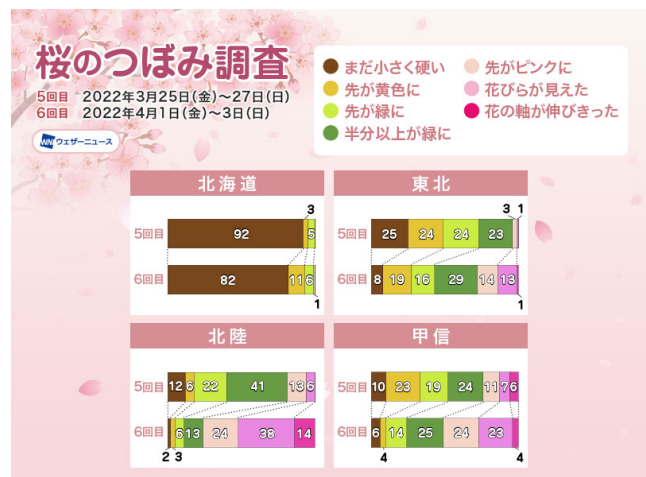 桜のつぼみ調査
5回目 2022年3月25日(金)~27日(日)
6回目 2022年4月1日(金)~3日(日)
WN ウェザーニュース
まだ小さく硬い
先が黄色に
先が緑に
半分以上が緑に
先がピンクに
花びらが見えた
花の軸が伸びきった
北海道
3
5回目 92 5
6回目 82 11 6
1
東北
3 1
5回目 25 24 24 23
6回目 8 19 16 29 14 13
1
北陸
5回目 12 6 22 41 13 6
6回目 6 13 24 38 14
2 3
甲信
5回目 10 23 19 24 11 7 6
6回目 6 14 25 24 23
4 4